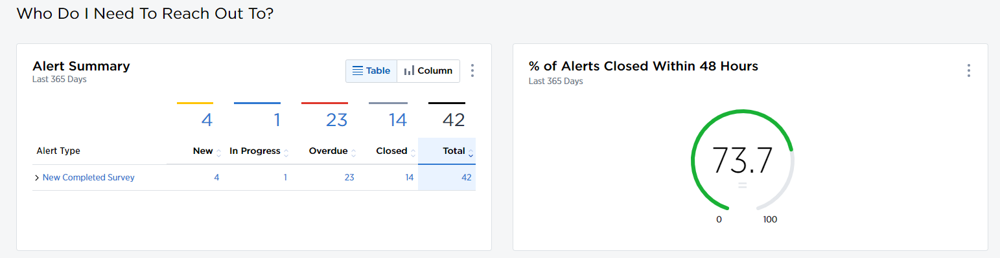 Who Do I Need To Reach Out To?
Alert Summary
Last 365 Days
Table
Column
4 1 23 14 42
Alert Type New In Progress Overdue Closed Total
New Completed Survey 4 1 23 14 42
% of Alerts Closed Within 48 Hours
Last 365 Days
73.7
=
0 100